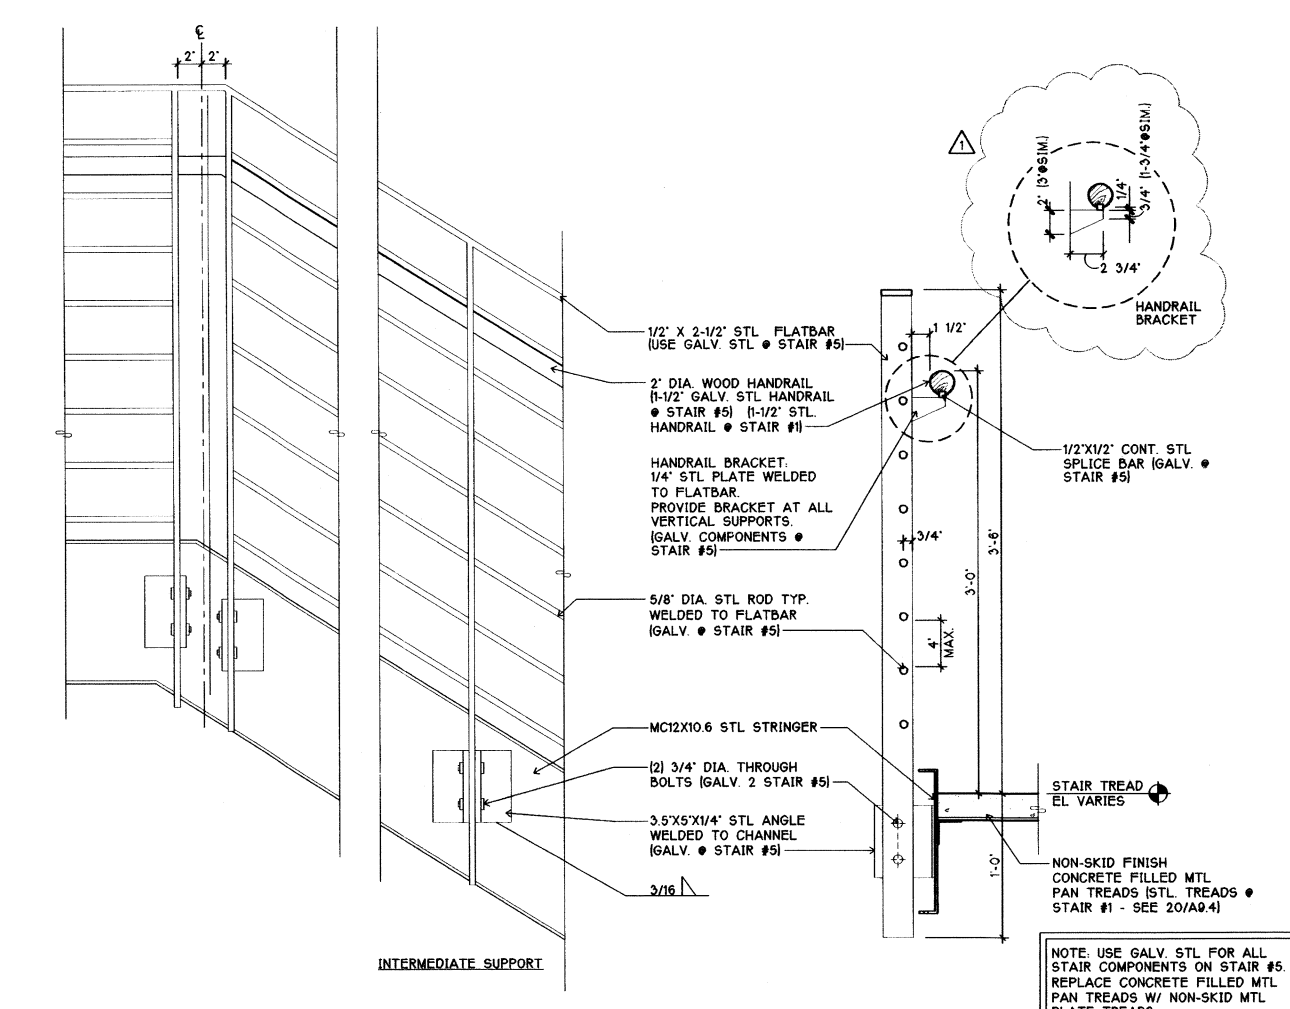 ℄
2" 2"
1
2" (3"@SIM.)
1/4"
3/4" (1-3/4"@SIM.)
2 3/4"
HANDRAIL
BRACKET
1 1/2"
1/2" X 2-1/2" STL FLATBAR
(USE GALV. STL @ STAIR #5)
2" DIA. WOOD HANDRAIL
(1-1/2" GALV. STL HANDRAIL
@ STAIR #5) (1-1/2" STL.
HANDRAIL @ STAIR #1)
HANDRAIL BRACKET:
1/4" STL PLATE WELDED
TO FLATBAR.
PROVIDE BRACKET AT ALL
VERTICAL SUPPORTS.
(GALV. COMPONENTS @
STAIR #5)
1/2"X1/2" CONT. STL
SPLICE BAR (GALV. @
STAIR #5)
3/4"
3'-6"
3'-0"
5/8" DIA. STL ROD TYP.
WELDED TO FLATBAR
(GALV. @ STAIR #5)
4"
MAX.
MC12X10.6 STL STRINGER
(2) 3/4" DIA. THROUGH
BOLTS (GALV. 2 STAIR #5)
3.5"X5"X1/4" STL ANGLE
WELDED TO CHANNEL
(GALV. @ STAIR #5)
3/16
STAIR TREAD
EL VARIES
1'-0"
NON-SKID FINISH
CONCRETE FILLED MTL
PAN TREADS (STL. TREADS @
STAIR #1 - SEE 20/A9.4)
INTERMEDIATE SUPPORT
NOTE: USE GALV. STL FOR ALL
STAIR COMPONENTS ON STAIR #5.
REPLACE CONCRETE FILLED MTL
PAN TREADS W/ NON-SKID MTL
PLATE TREADS